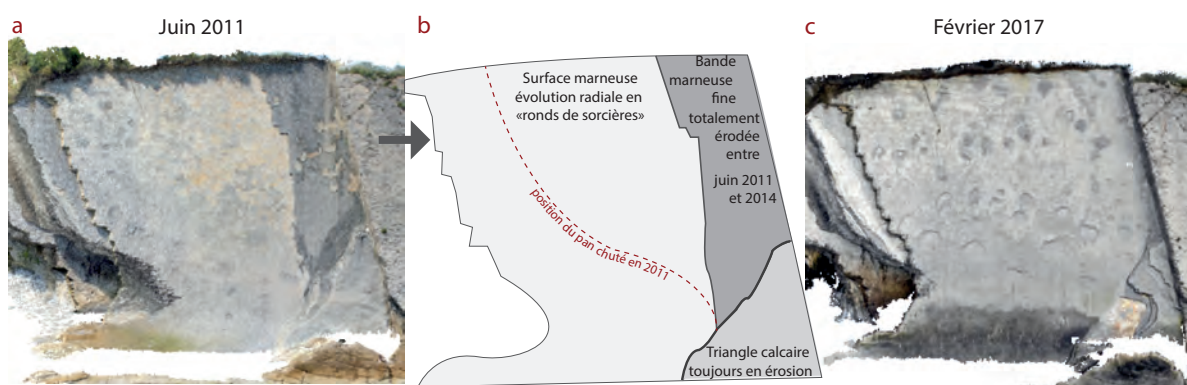 a
Juin 2011
b
c
Février 2017
Surface marneuse
évolution radiale en
«ronds de sorcières»
Bande
marneuse
fine
totalement
érodée
entre
juin 2011
et 2014
position du pan chuté en 2011
Triangle calcaire
toujours en érosion